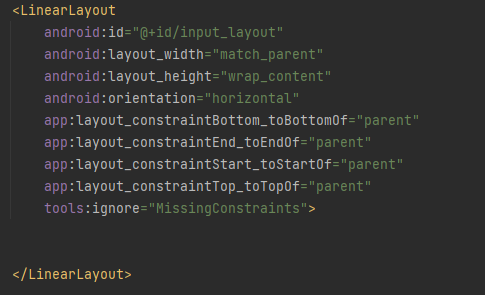 <LinearLayout
android:id="@+id/input_layout"
android:layout_width="match_parent"
android:layout_height="wrap_content"
android:orientation="horizontal"
app:layout_constraintBottom_toBottomOf="parent"
app:layout_constraintEnd_toEndOf="parent"
app:layout_constraintStart_toStartOf="parent"
app:layout_constraintTop_toTopOf="parent"
tools:ignore="MissingConstraints">
</LinearLayout>